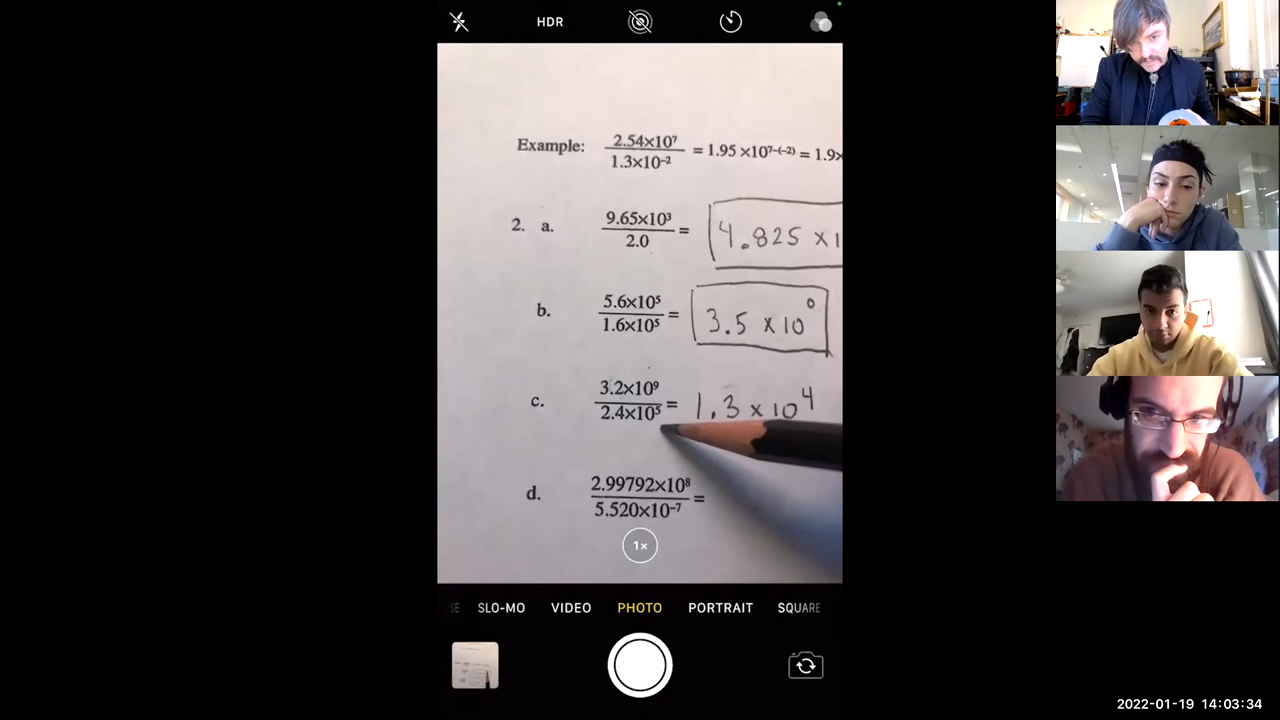 HDR
Example: 2.54×10⁷ / 1.3×10⁻² = 1.95 ×10⁷⁻⁽⁻²⁾ = 1.9×
2. a. 9.65×10³ / 2.0 = 4.825 ×1
b. 5.6×10⁵ / 1.6×10⁵ = 3.5 ×10⁰
c. 3.2×10⁹ / 2.4×10⁵ = 1.3 ×10⁴
d. 2.99792×10⁸ / 5.520×10⁻⁷ =
1×
SLO-MO VIDEO PHOTO PORTRAIT SQUARE
2022-01-19 14:03:34